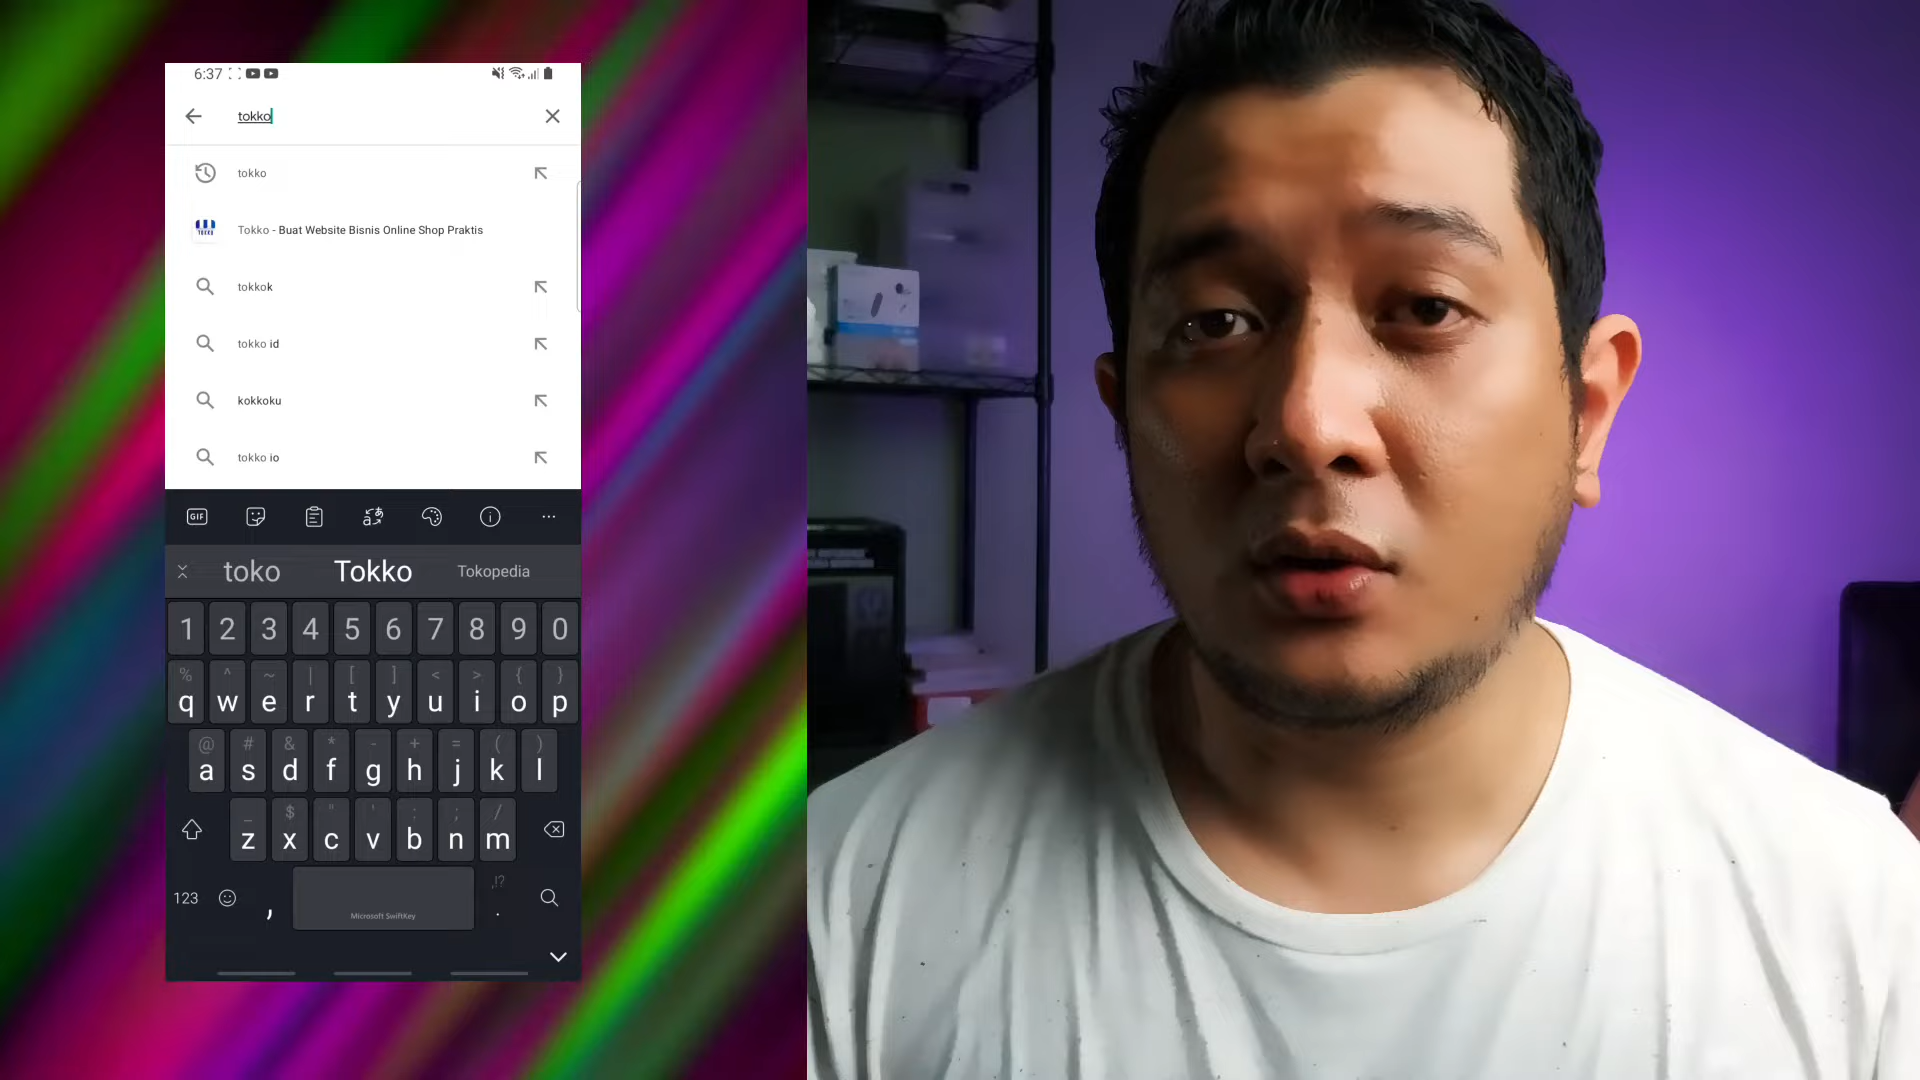 6:37
tokko
tokko
Tokko - Buat Website Bisnis Online Shop Praktis
TOKKO
tokkok
tokko id
kokkoku
tokko io
GIF
toko Tokko Tokopedia
1 2 3 4 5 6 7 8 9 0
% ^ ~ | [ ] < > { }
q w e r t y u i o p
@ # & * - + = ( )
a s d f g h j k l
_ $ " ' : ; /
z x c v b n m
,!?
123 , Microsoft SwiftKey .